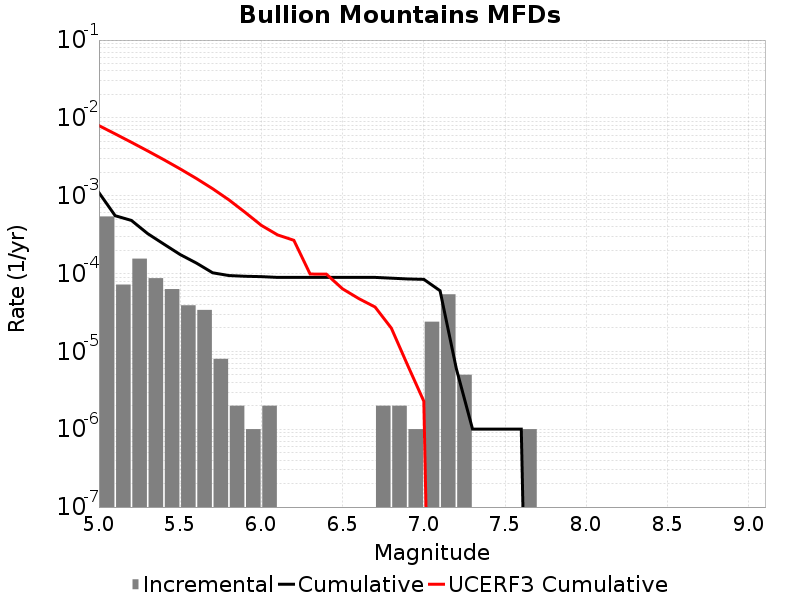 Bullion Mountains MFDs
10-1
10-2
10-3
10-4
10-5
10-6
10-7
Rate (1/yr)
5.0 5.5 6.0 6.5 7.0 7.5 8.0 8.5 9.0
Magnitude
Incremental Cumulative UCERF3 Cumulative